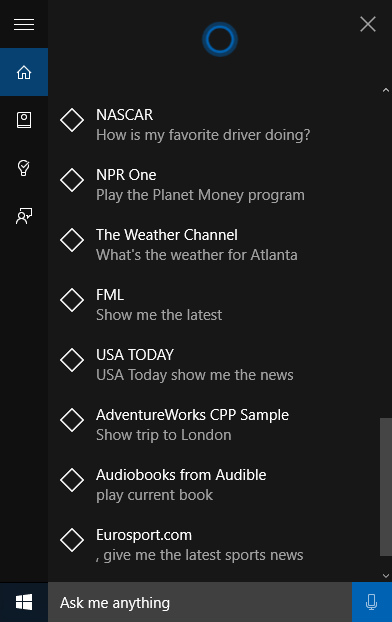 NASCAR
How is my favorite driver doing?
NPR One
Play the Planet Money program
The Weather Channel
What's the weather for Atlanta
FML
Show me the latest
USA TODAY
USA Today show me the news
AdventureWorks CPP Sample
Show trip to London
Audiobooks from Audible
play current book
Eurosport.com
, give me the latest sports news
Ask me anything